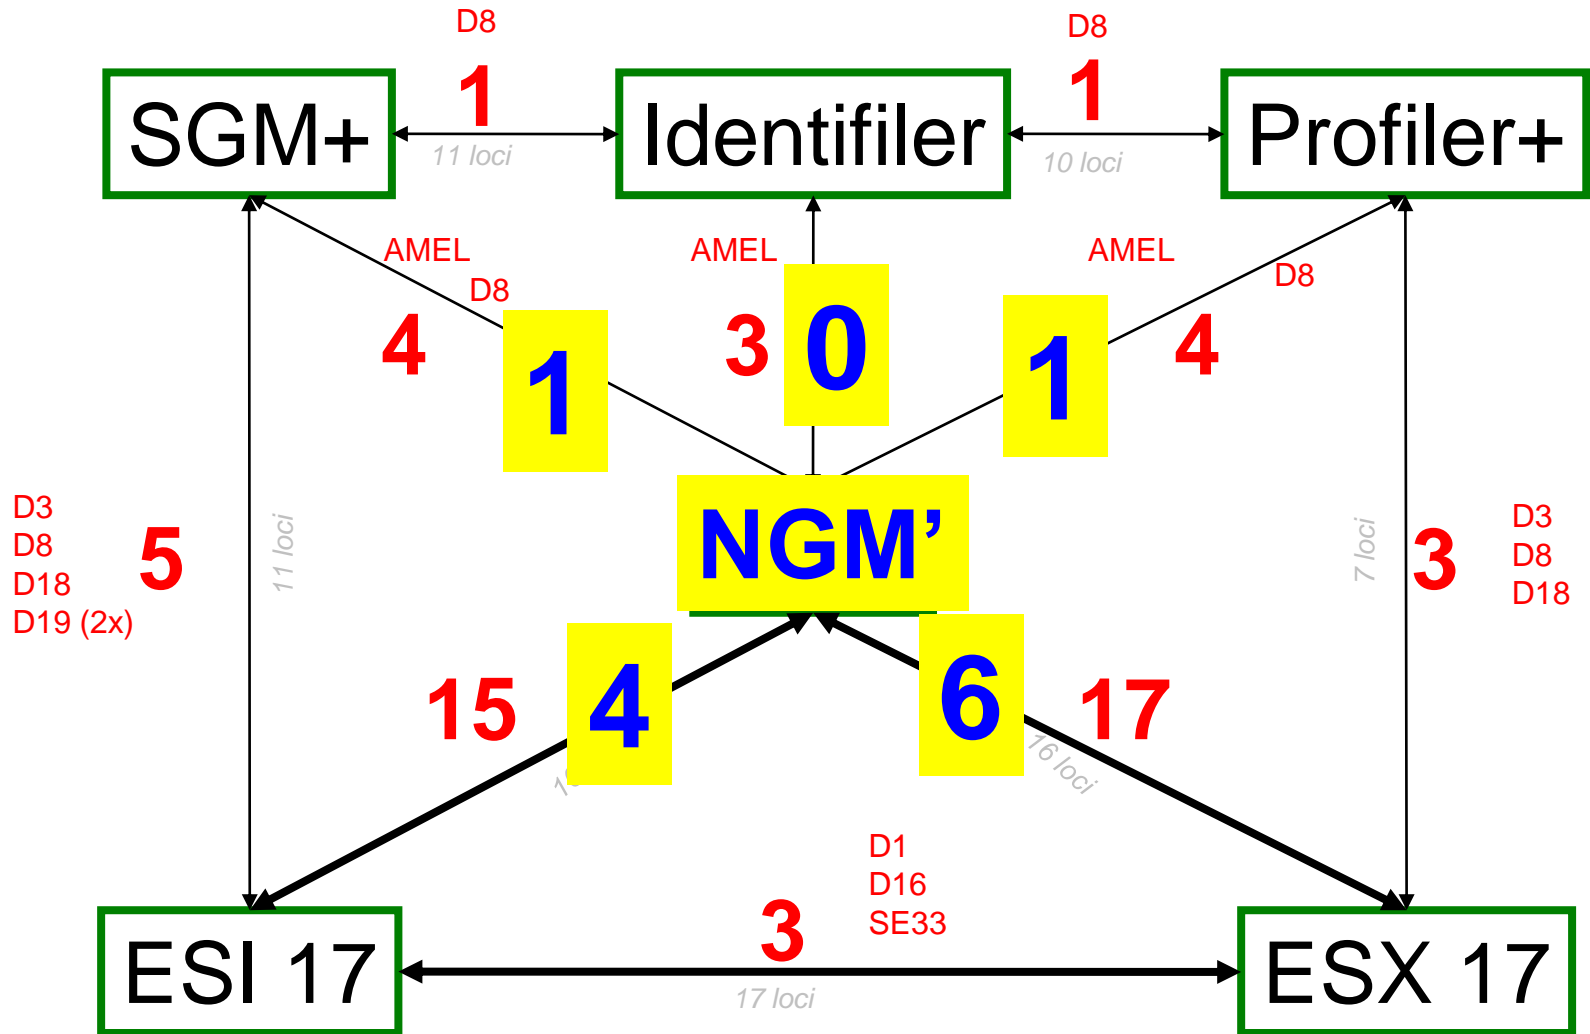 D8
D8
1
1
SGM+
Identifiler
Profiler+
11 loci
10 loci
AMEL
AMEL
AMEL
D8
D8
4
3
0
4
1
1
D3
D8
D18
D19 (2x)
5
11 loci
NGM’
7 loci
3
D3
D8
D18
15
4
6
17
16 loci
D1
D16
SE33
3
ESI 17
17 loci
ESX 17